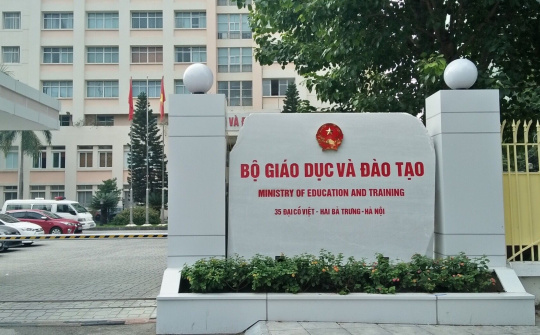 VÀ
BỘ GIÁO DỤC VÀ ĐÀO TẠO
MINISTRY OF EDUCATION AND TRAINING
35 ĐẠI CỒ VIỆT - HAI BÀ TRƯNG - HÀ NỘI